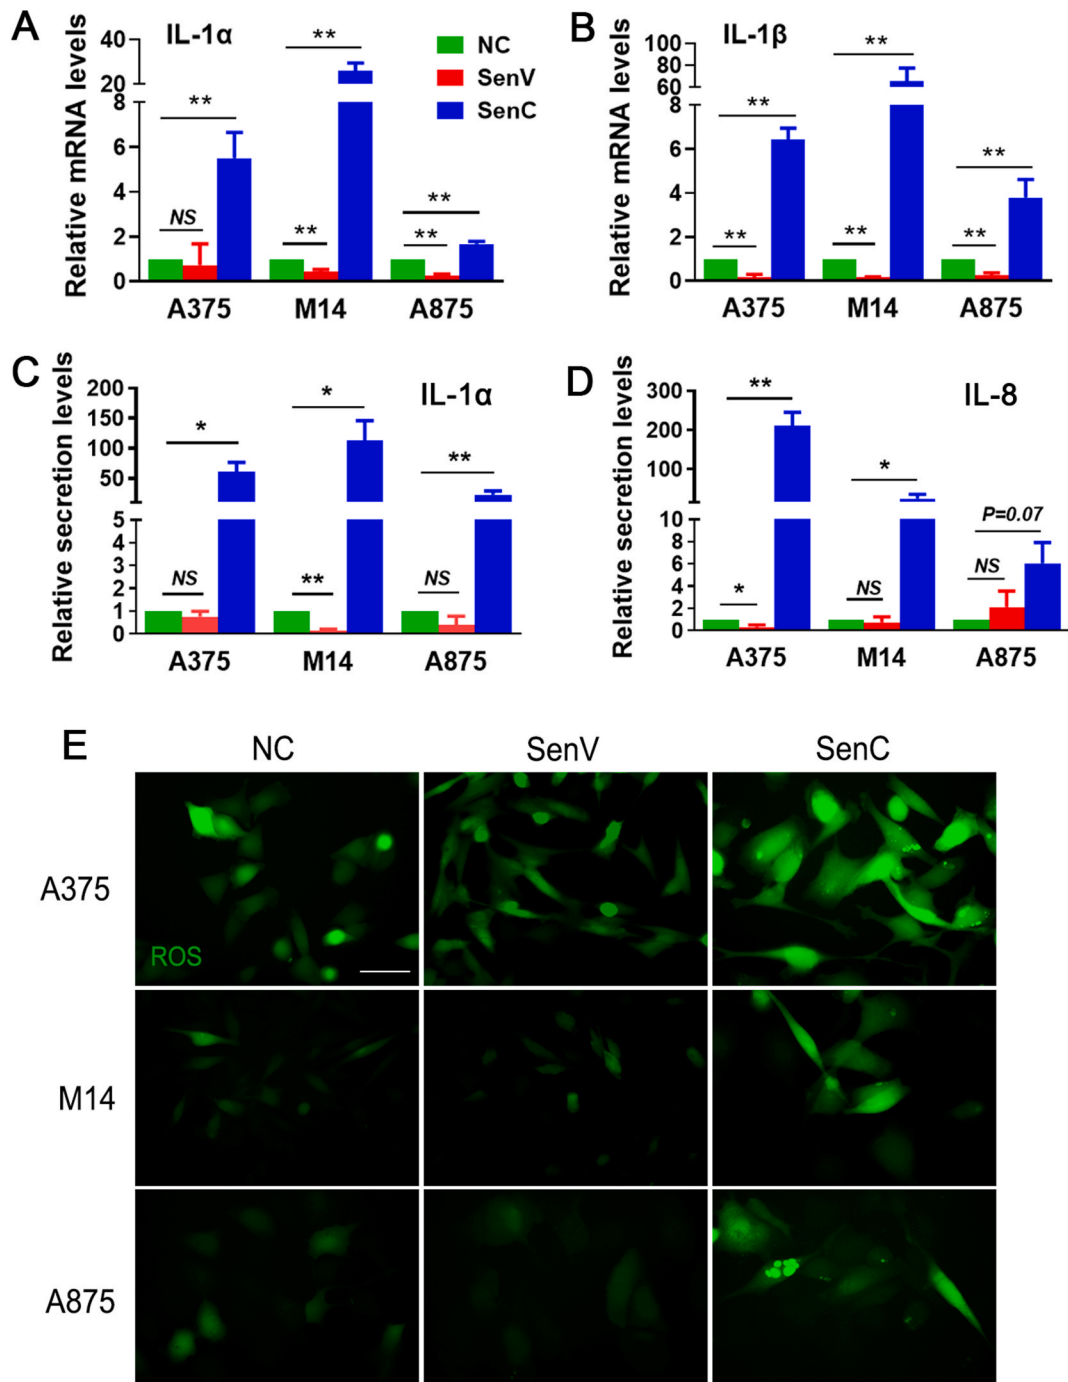 A
IL-1α
Relative mRNA levels
40
20
8
6
4
2
0
**
**
**
NS
**
**
A375
M14
A875
NC
SenV
SenC
B
IL-1β
Relative mRNA levels
100
80
60
8
6
4
2
0
**
**
**
**
**
**
A375
M14
A875
C
IL-1α
Relative secretion levels
200
150
100
50
5
4
3
2
1
0
*
*
**
NS
**
NS
A375
M14
A875
D
IL-8
Relative secretion levels
300
200
100
10
8
6
4
2
0
**
*
P=0.07
*
NS
NS
A375
M14
A875
E
NC
SenV
SenC
A375
ROS
M14
A875